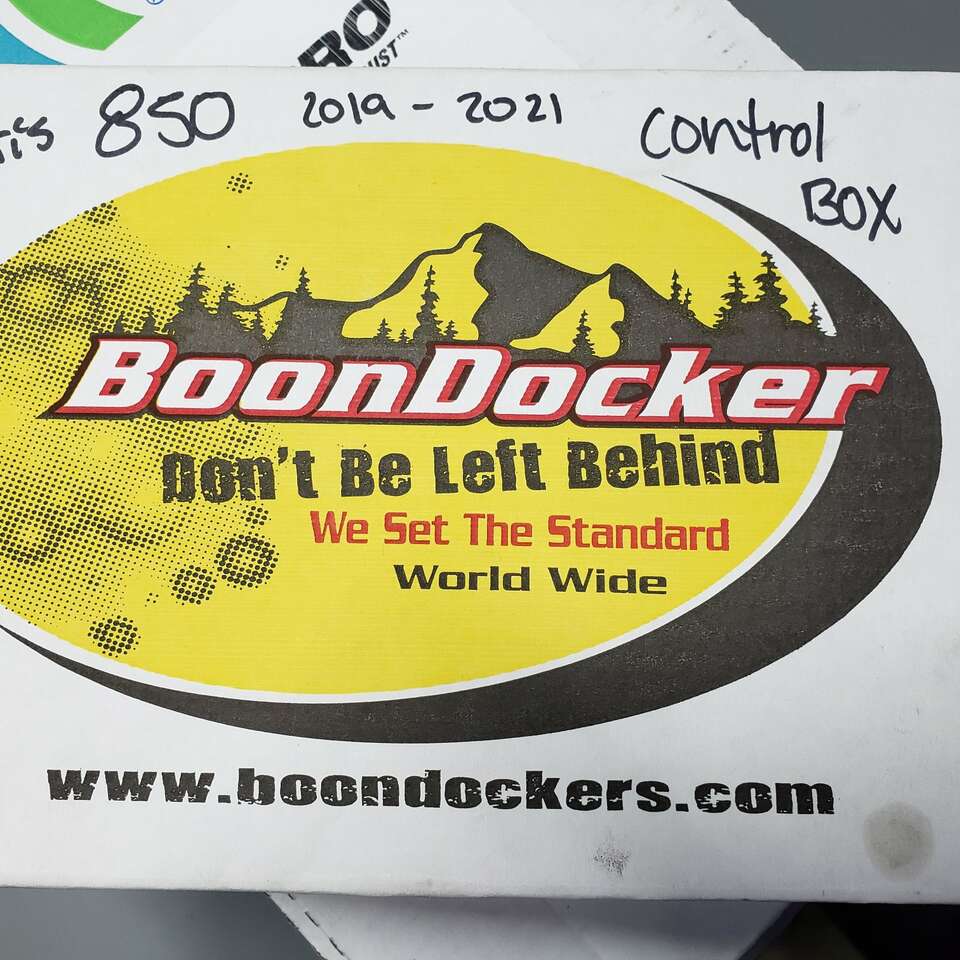 850 2019 - 2021 Control
BOX
BoonDocker
Don't Be Left Behind
We Set The Standard
World Wide
www.boondockers.com